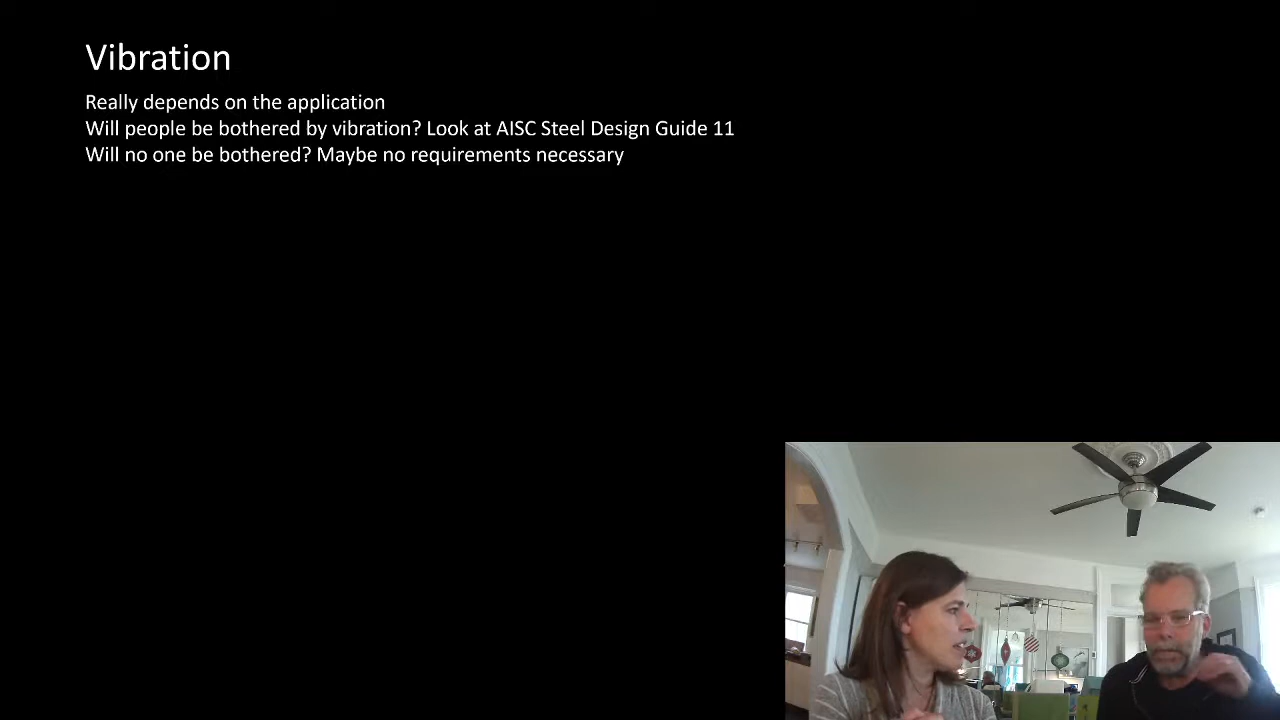 Vibration
Really depends on the application
Will people be bothered by vibration? Look at AISC Steel Design Guide 11
Will no one be bothered? Maybe no requirements necessary